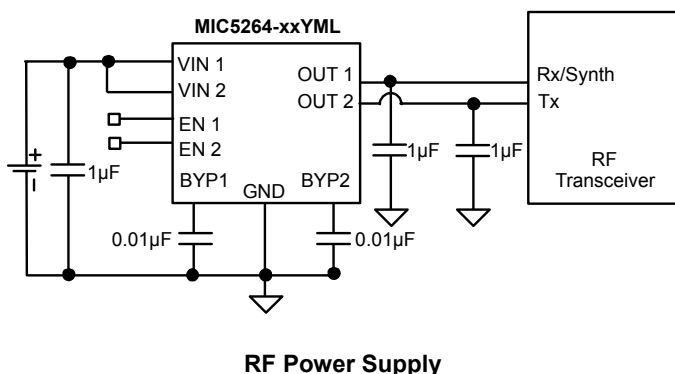 MIC5264-xxYML
VIN 1
VIN 2
EN 1
EN 2
BYP1
GND
BYP2
OUT 1
OUT 2
Rx/Synth
Tx
RF
Transceiver
+
-
1µF
1µF
1µF
0.01µF
0.01µF
RF Power Supply